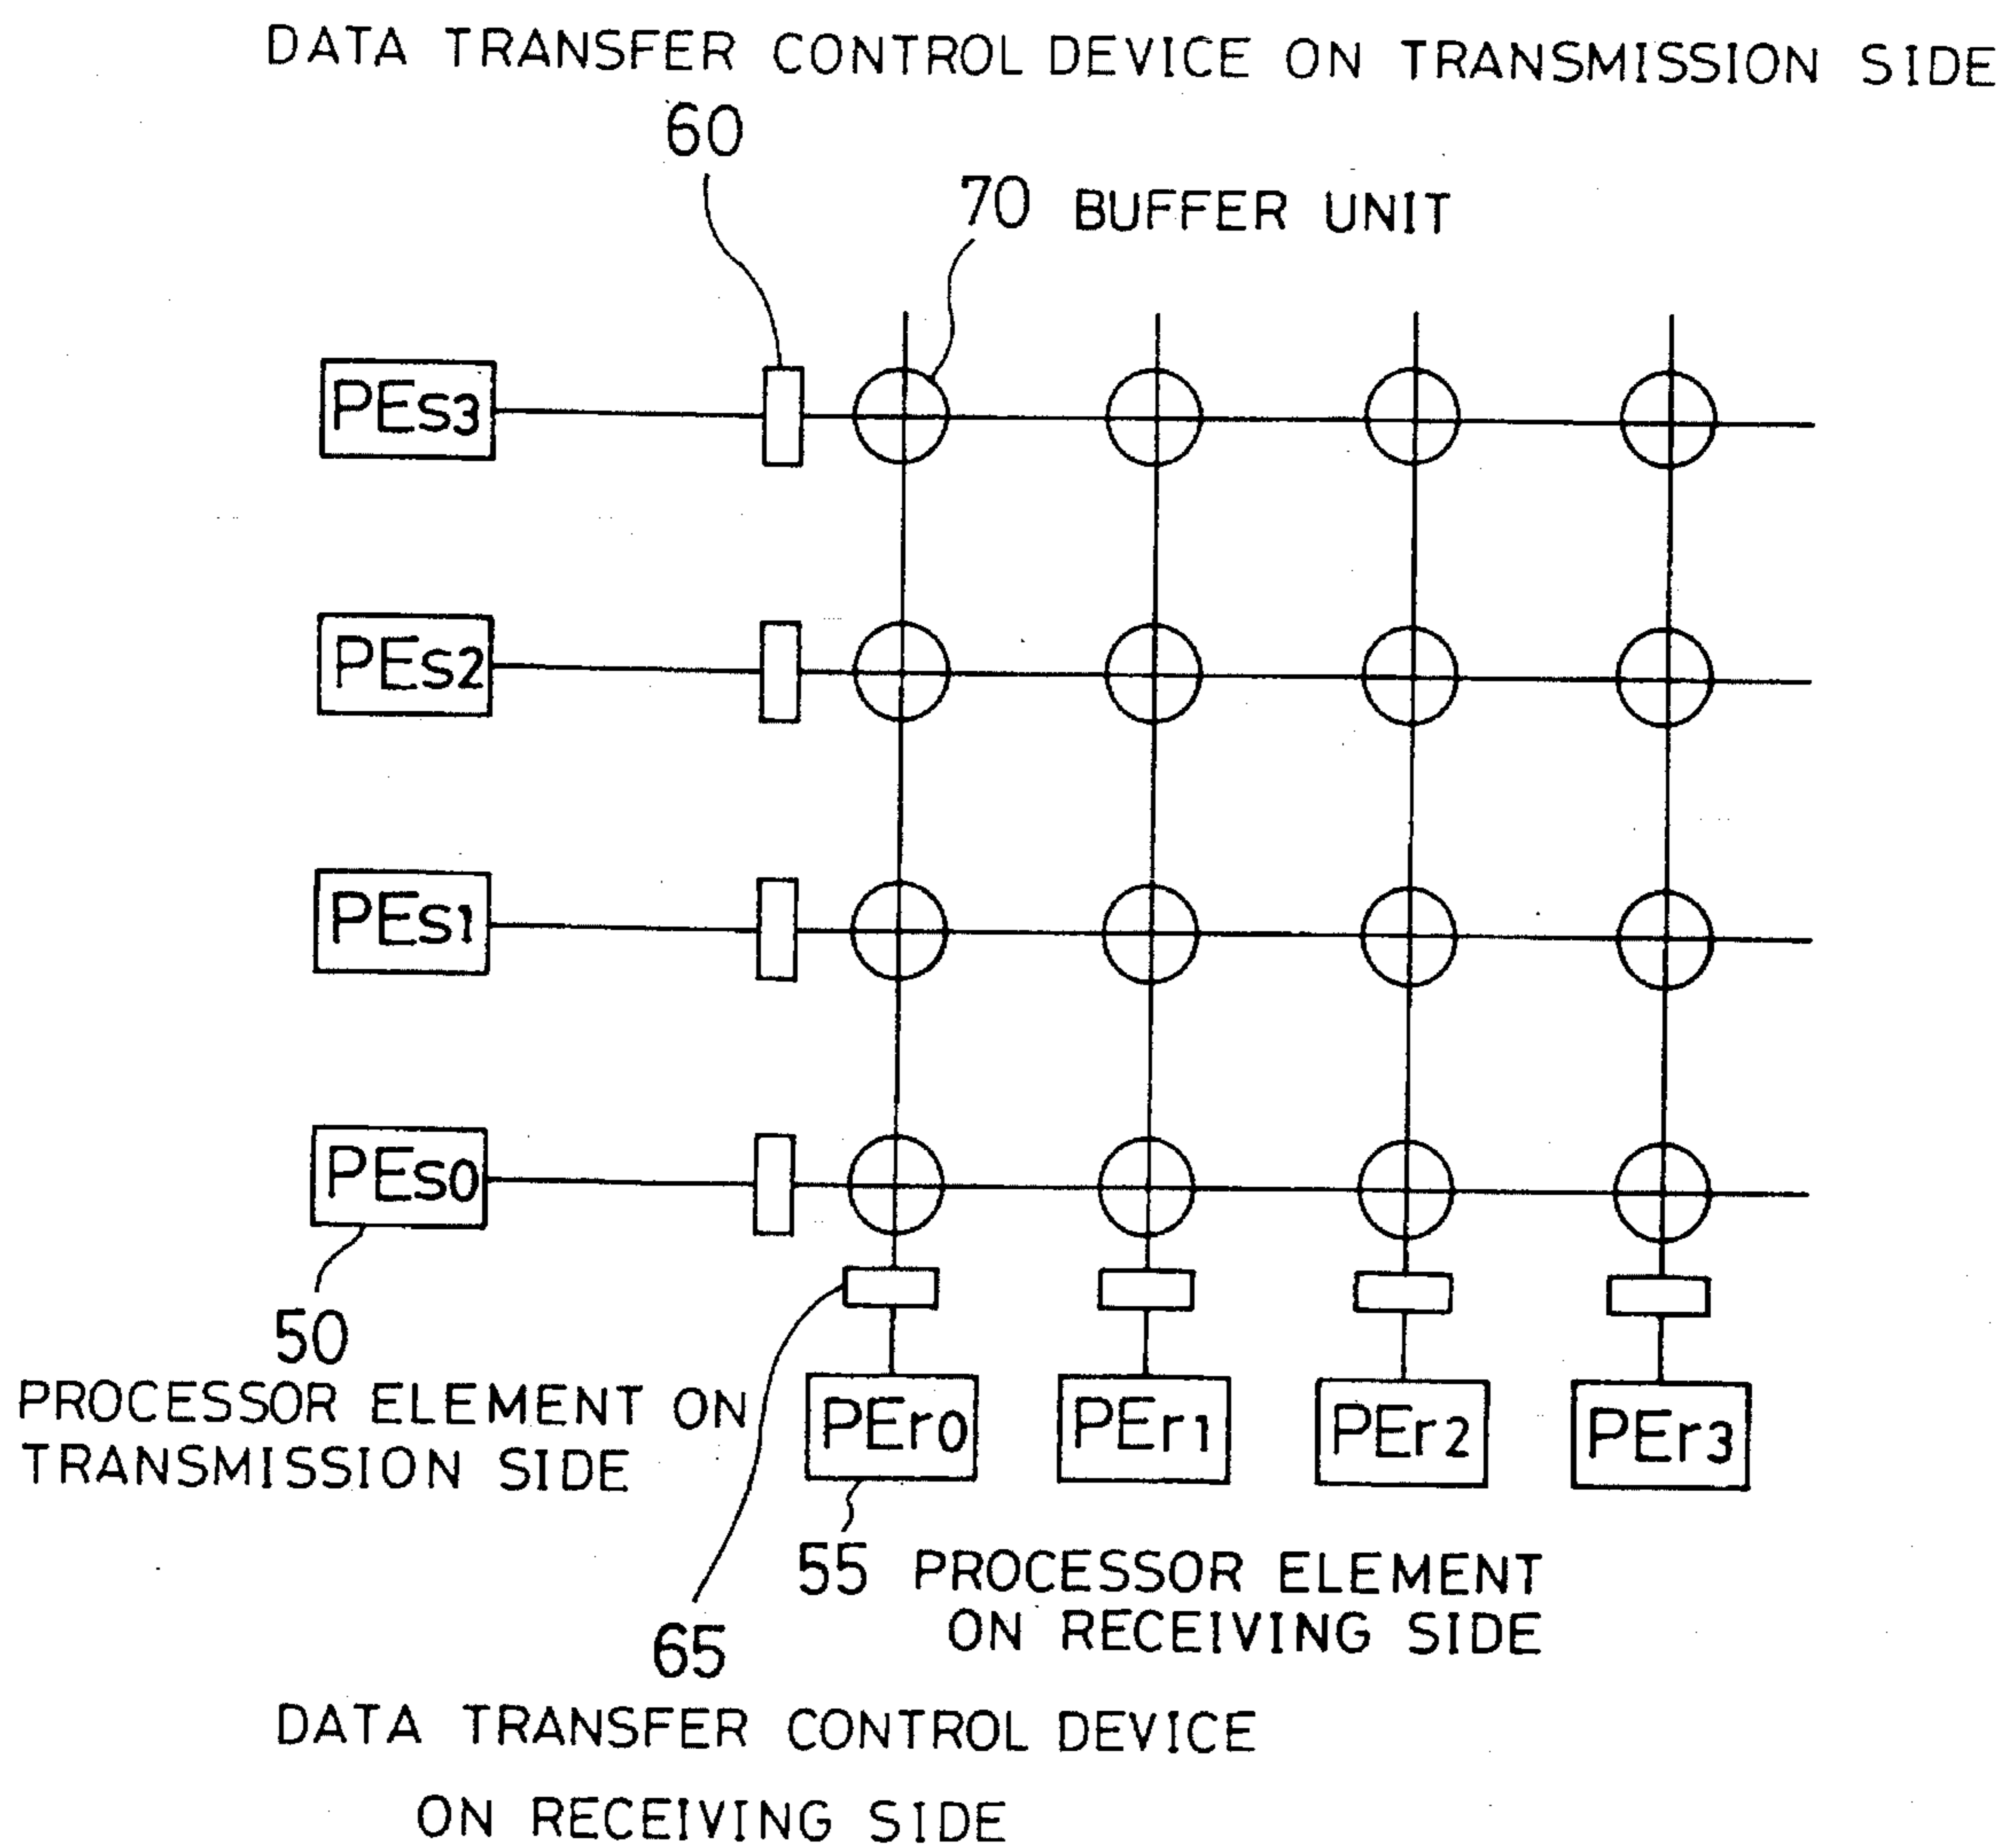 DATA TRANSFER CONTROL DEVICE ON TRANSMISSION SIDE
60
70 BUFFER UNIT
PEs3
PEs2
PEs1
PEs0
50
PROCESSOR ELEMENT ON
TRANSMISSION SIDE
PEr0
PEr1
PEr2
PEr3
55 PROCESSOR ELEMENT
ON RECEIVING SIDE
65
DATA TRANSFER CONTROL DEVICE
ON RECEIVING SIDE